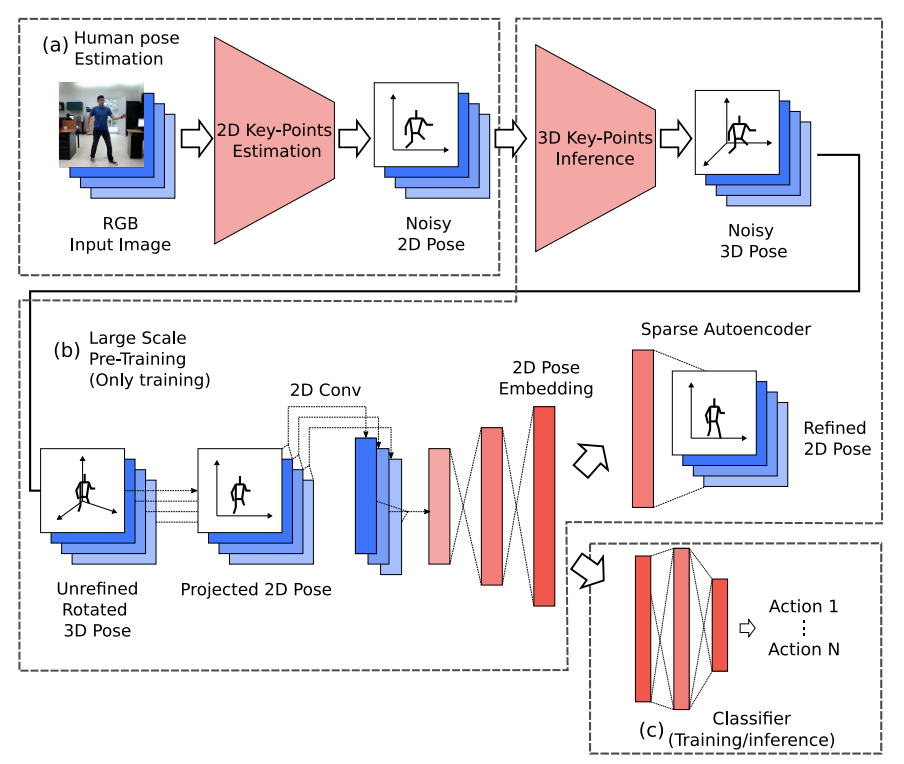 (a) Human pose
Estimation
2D Key-Points
Estimation
RGB
Input Image
Noisy
2D Pose
3D Key-Points
Inference
Noisy
3D Pose
(b) Large Scale
Pre-Training
(Only training)
2D Conv
2D Pose
Embedding
Sparse Autoencoder
Refined
2D Pose
Unrefined
Rotated
3D Pose
Projected 2D Pose
Action 1
Action N
(c) Classifier
(Training/inference)